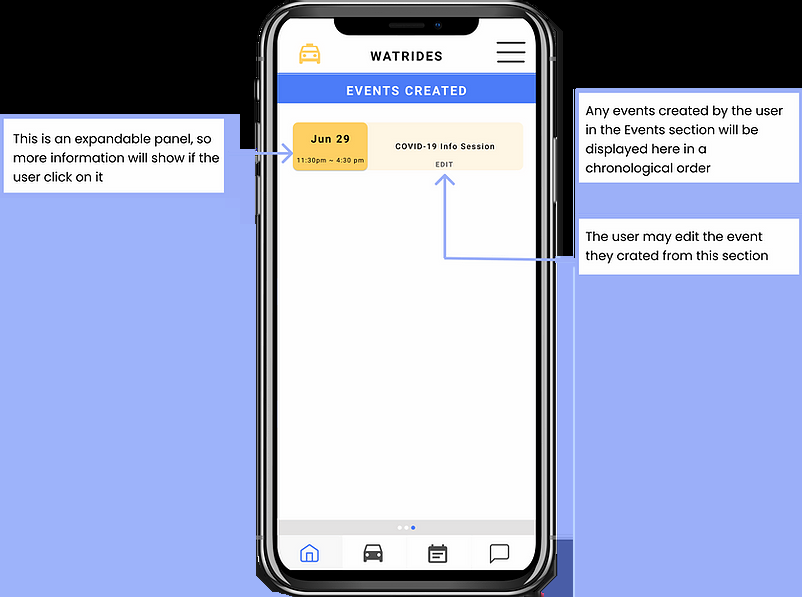 WATRIDES
EVENTS CREATED
This is an expandable panel, so
more information will show if the
user click on it
Jun 29
11:30pm ~ 4:30 pm
COVID-19 Info Session
EDIT
Any events created by the user
in the Events section will be
displayed here in a
chronological order
The user may edit the event
they crated from this section